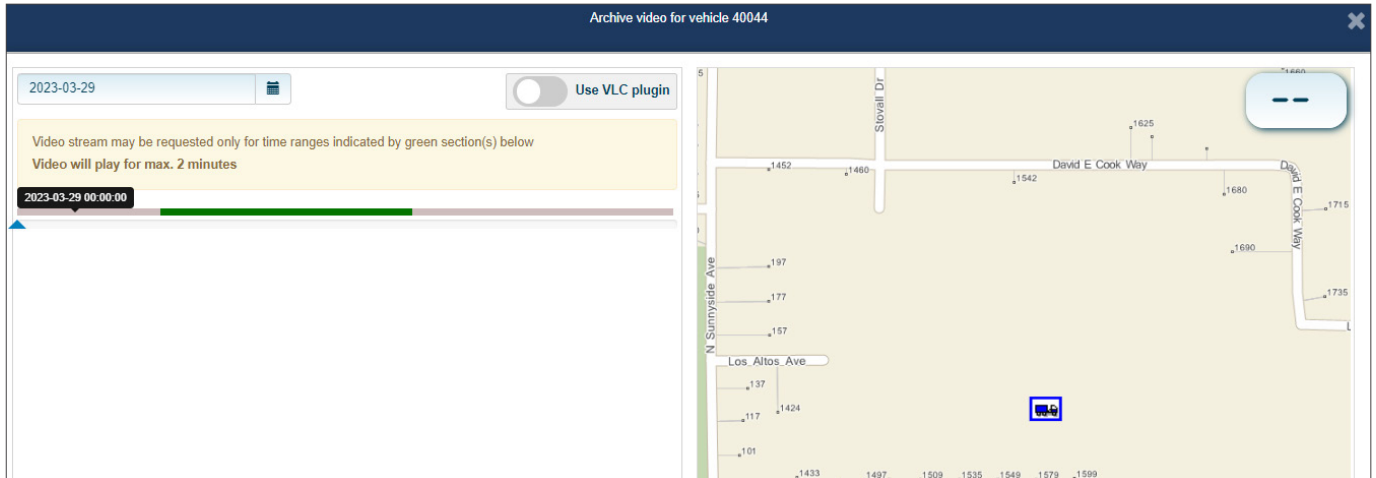 Archive video for vehicle 40044
2023-03-29
Use VLC plugin
Video stream may be requested only for time ranges indicated by green section(s) below
Video will play for max. 2 minutes
2023-03-29 00:00:00
5
Stovall Dr
1660
--
1625
1452
1460
David E Cook Way
1542
David E Cook Way
1680
1715
1690
N Sunnyside Ave
197
177
1735
157
L
Los Altos Ave
137
1424
117
101
1433
1497
1509
1535
1549
1579
1599